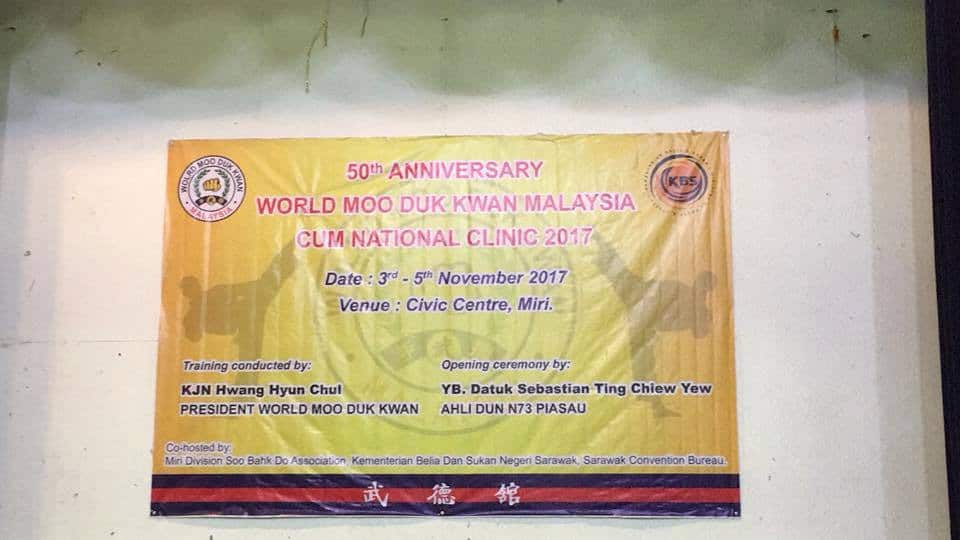 WOLRD MOO DUK KWAN
MALAYSIA
KBS
50th ANNIVERSARY
WORLD MOO DUK KWAN MALAYSIA
CUM NATIONAL CLINIC 2017
Date : 3rd - 5th November 2017
Venue : Civic Centre, Miri.
Training conducted by:
KJN Hwang Hyun Chul
PRESIDENT WORLD MOO DUK KWAN
Opening ceremony by:
YB. Datuk Sebastian Ting Chiew Yew
AHLI DUN N73 PIASAU
Co-hosted by:
Miri Division Soo Bahk Do Association, Kementerian Belia Dan Sukan Negeri Sarawak, Sarawak Convention Bureau.
武 德 舘